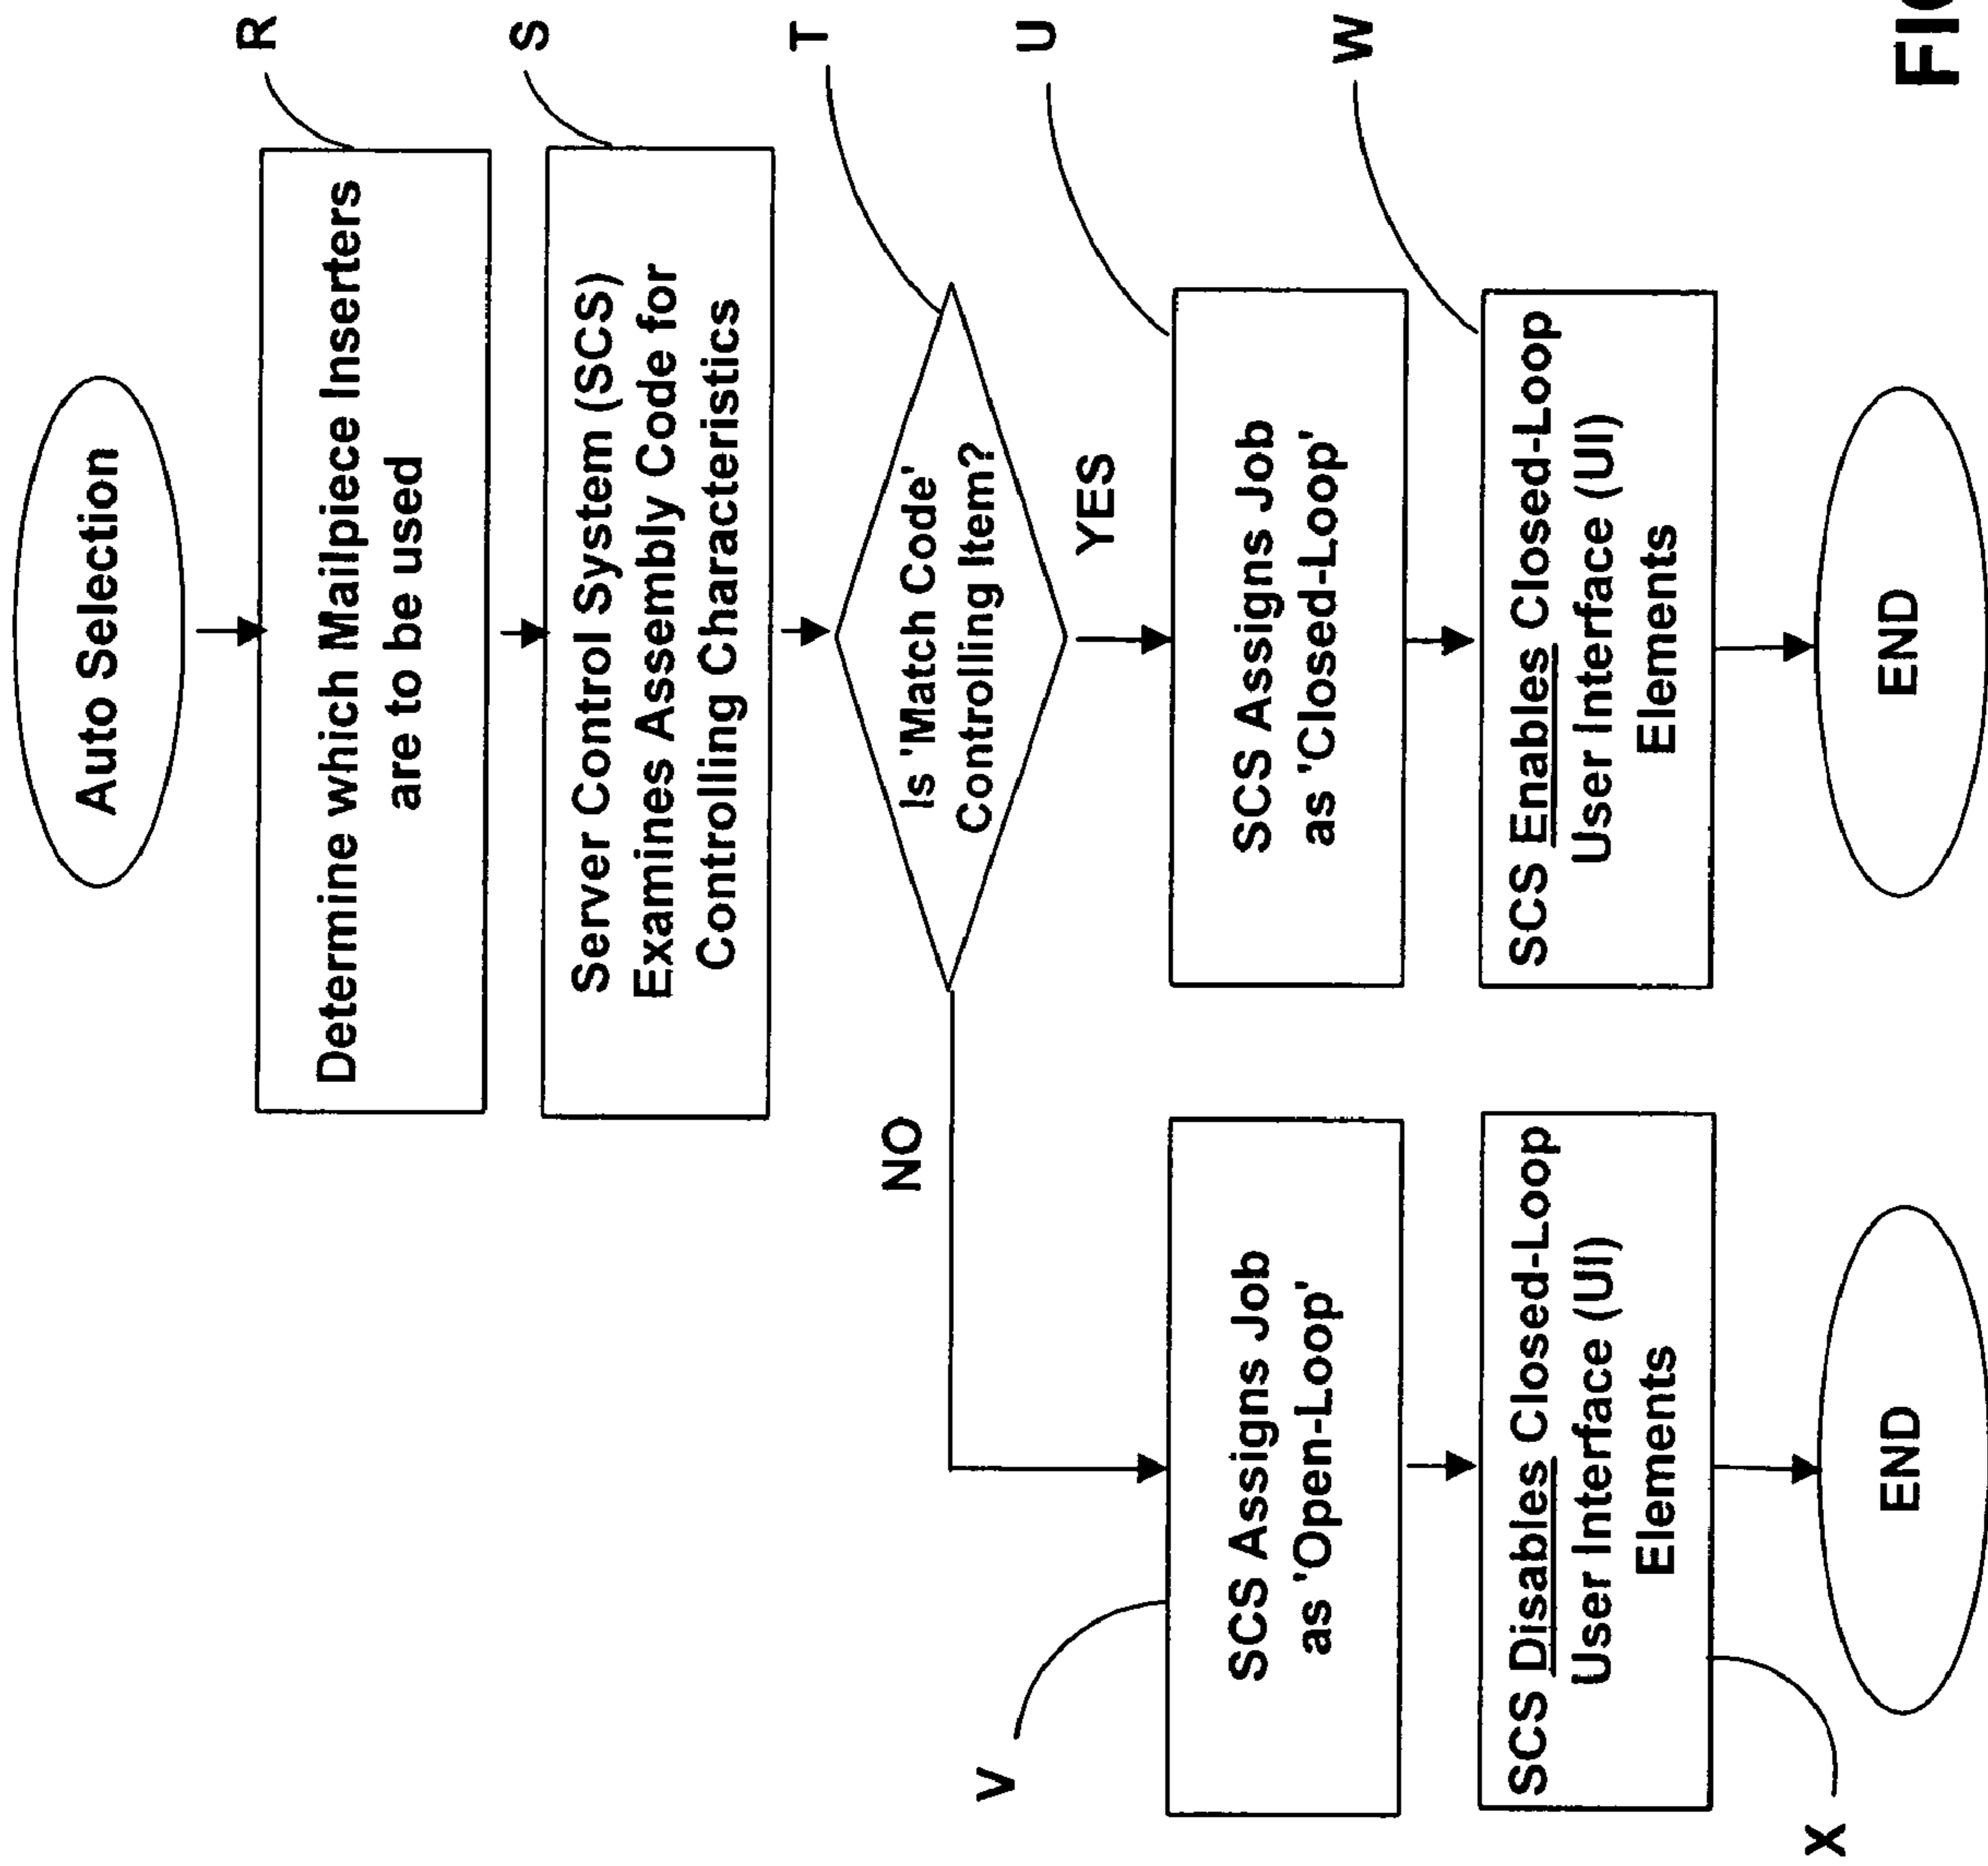 Auto Selection
R
Determine which Mailpiece Inserters
are to be used
S
Server Control System (SCS)
Examines Assembly Code for
Controlling Characteristics
T
Is 'Match Code'
Controlling Item?
NO
YES
U
SCS Assigns Job
as 'Closed-Loop'
V
SCS Assigns Job
as 'Open-Loop'
W
SCS Enables Closed-Loop
User Interface (UI)
Elements
SCS Disables Closed-Loop
User Interface (UI)
Elements
X
END
END